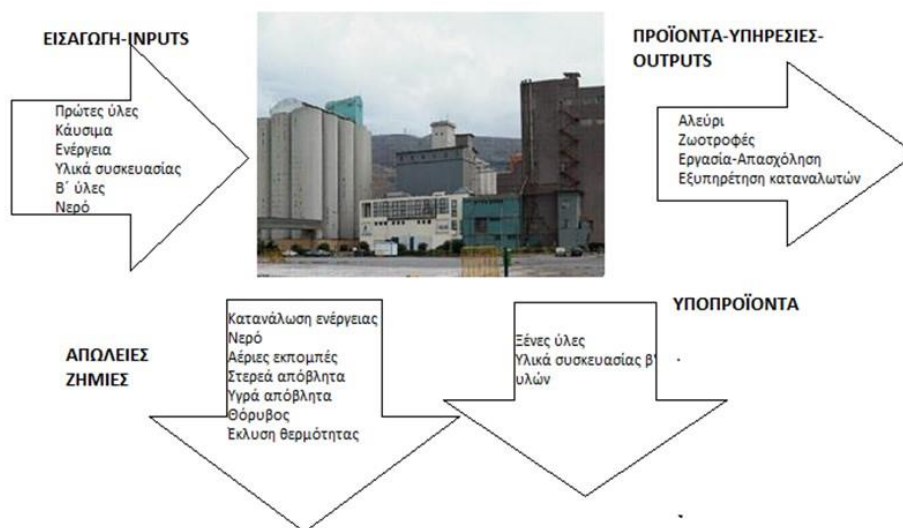 ΕΙΣΑΓΩΓΗ-INPUTS
Πρώτες ύλες
Κάυσιμα
Ενέργεια
Υλικά συσκευασίας
Β΄ ύλες
Νερό
ΠΡΟΪΟΝΤΑ-ΥΠΗΡΕΣΙΕΣ-
OUTPUTS
Αλεύρι
Ζωοτροφές
Εργασία-Απασχόληση
Εξυπηρέτηση καταναλωτών
ΑΠΩΛΕΙΕΣ
ΖΗΜΙΕΣ
Κατανάλωση ενέργειας
Νερό
Αέριες εκπομπές
Στερεά απόβλητα
Υγρά απόβλητα
Θόρυβος
Έκλυση θερμότητας
ΥΠΟΠΡΟΪΟΝΤΑ
Ξένες ύλες
Υλικά συσκευασίας β'
υλών